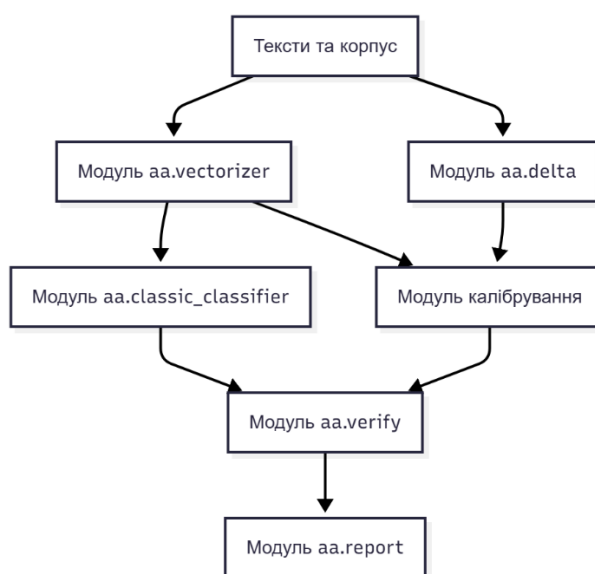 Тексти та корпус
Модуль aa.vectorizer
Модуль aa.delta
Модуль aa.classic_classifier
Модуль калібрування
Модуль aa.verify
Модуль aa.report